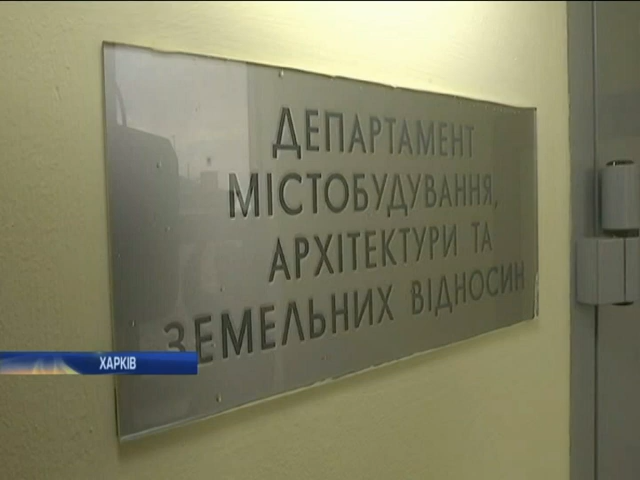 ДЕПАРТАМЕНТ
МІСТОБУДУВАННЯ,
АРХІТЕКТУРИ ТА
ЗЕМЕЛЬНИХ ВІДНОСИН
ХАРКІВ